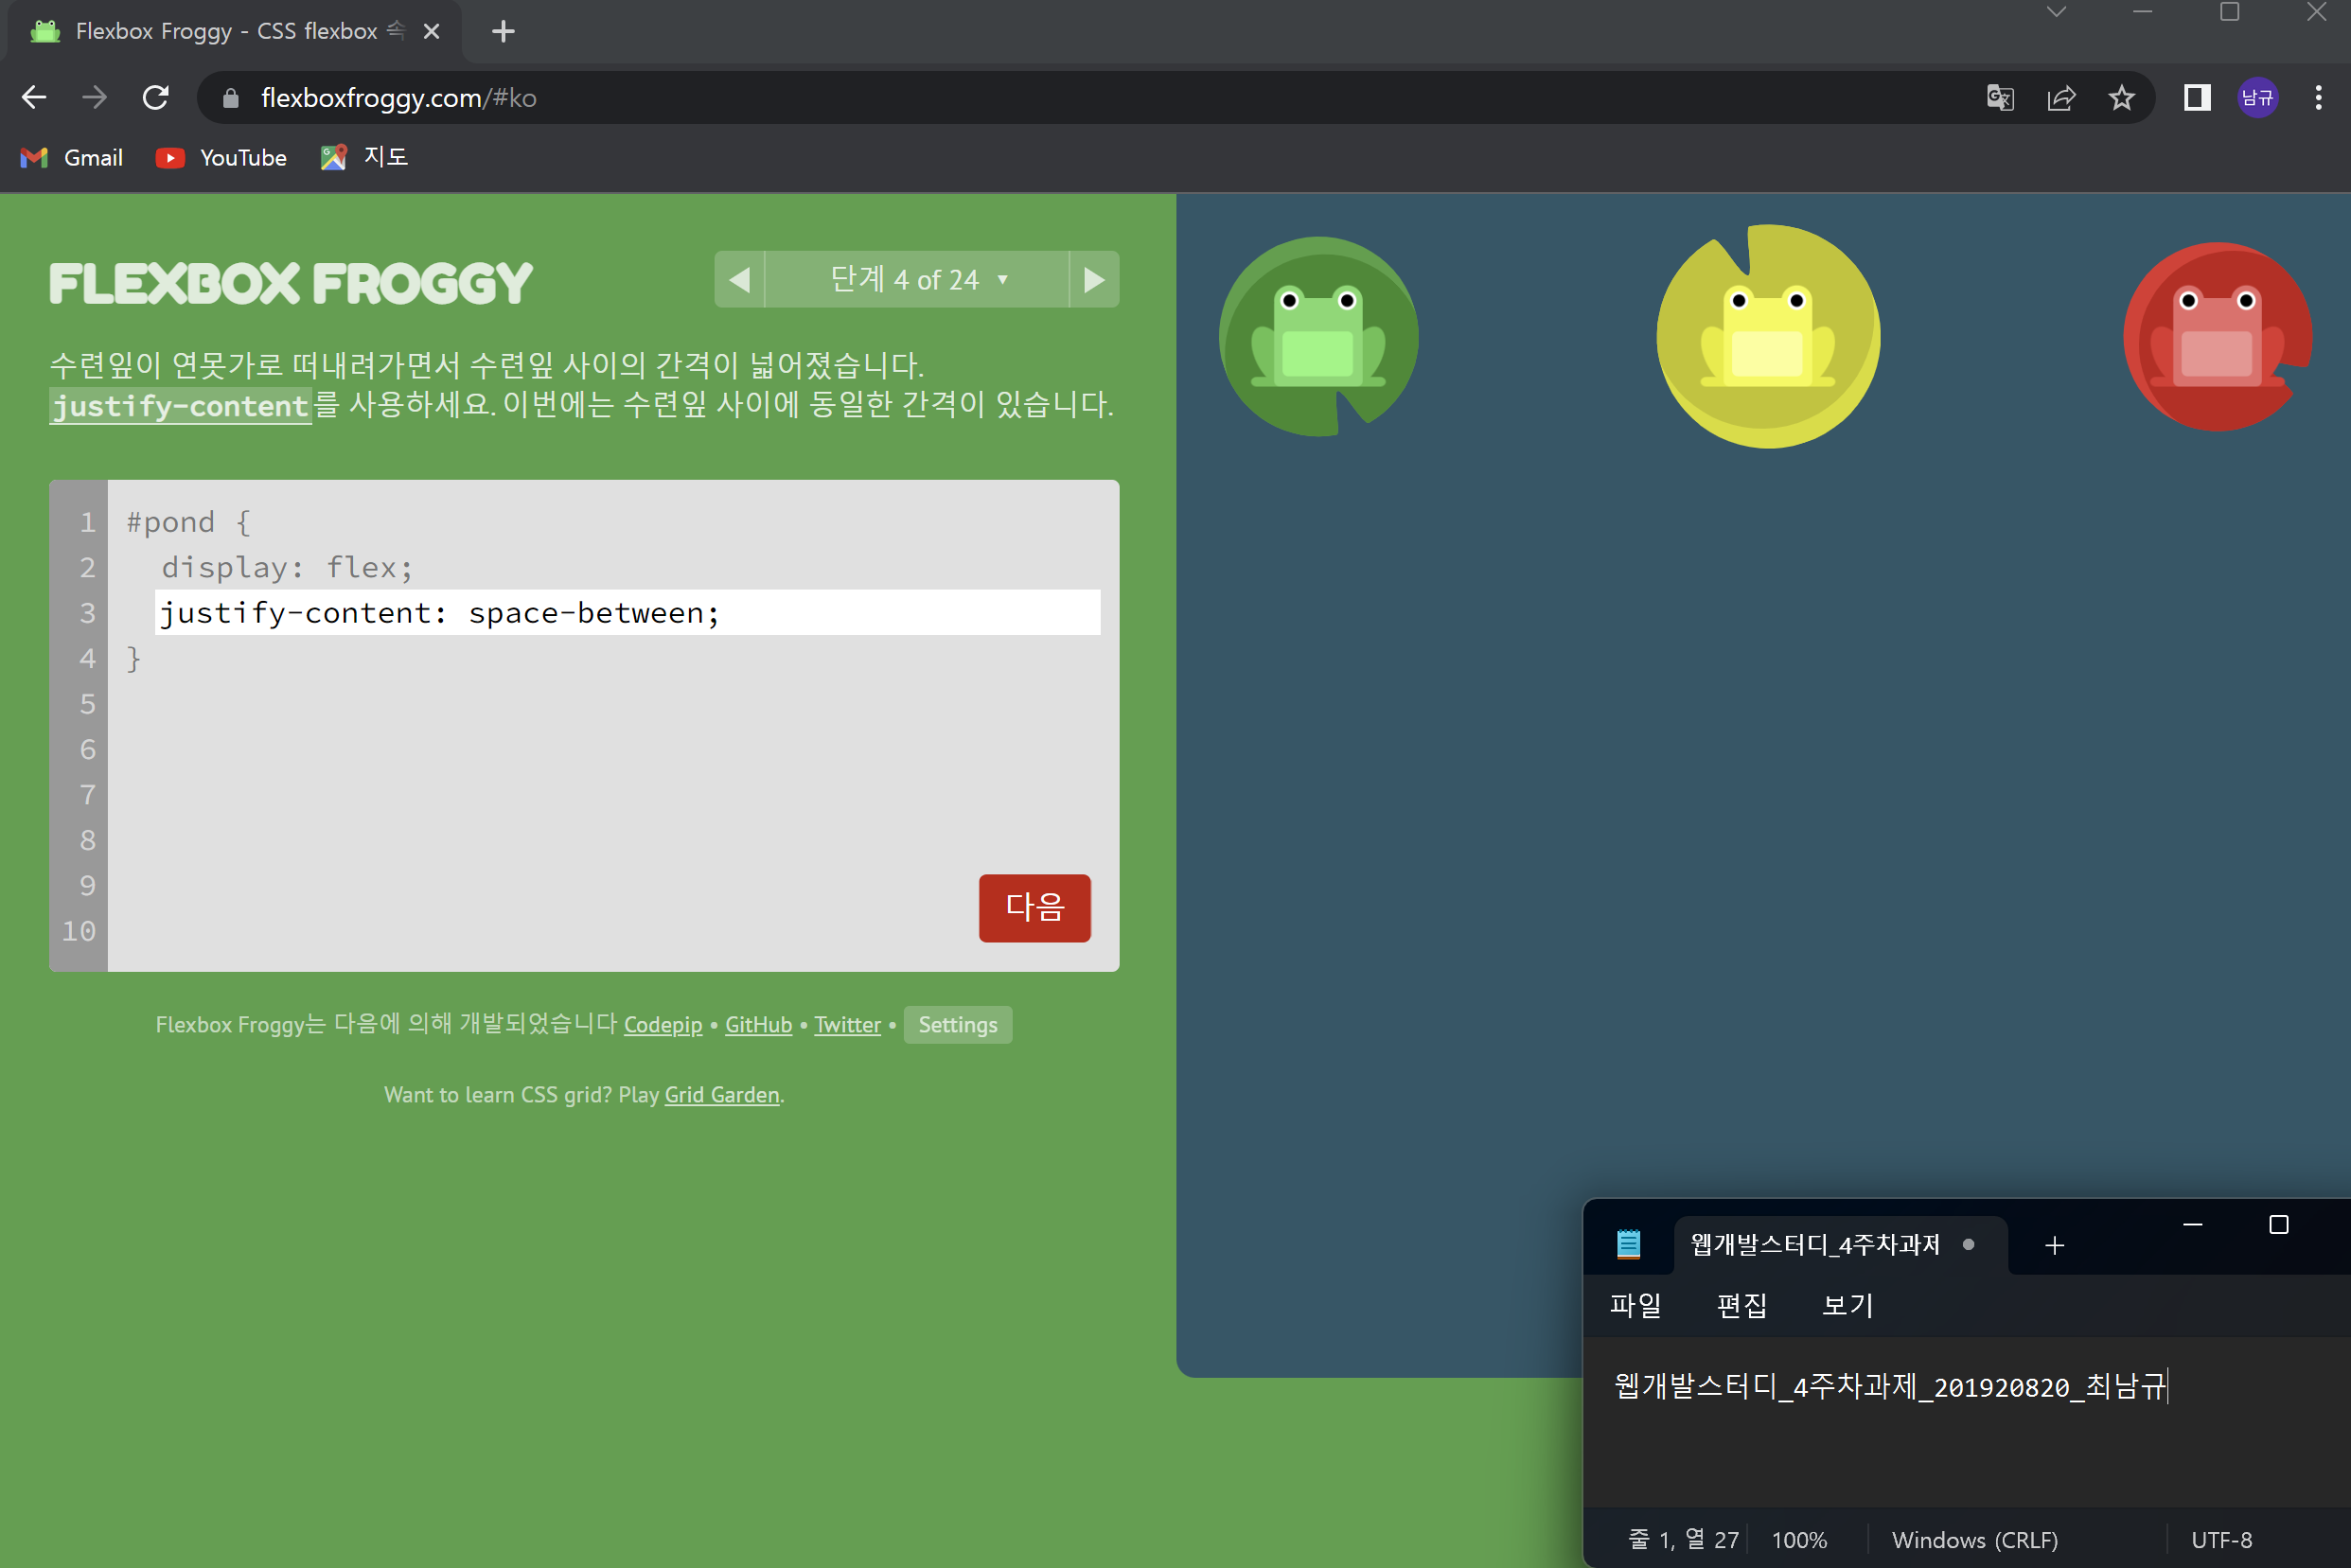 Flexbox Froggy - CSS flexbox 속
flexboxfroggy.com/#ko
남규
Gmail
YouTube
지도
FLEXBOX FROGGY
단계 4 of 24 ▼
수련잎이 연못가로 떠내려가면서 수련잎 사이의 간격이 넓어졌습니다.
justify-content를 사용하세요. 이번에는 수련잎 사이에 동일한 간격이 있습니다.
1 #pond {
2 display: flex;
3 justify-content: space-between;
4 }
5
6
7
8
9
10
다음
Flexbox Froggy는 다음에 의해 개발되었습니다 Codepip • GitHub • Twitter • Settings
Want to learn CSS grid? Play Grid Garden.
웹개발스터디_4주차과제
파일 편집 보기
웹개발스터디_4주차과제_201920820_최남규
줄 1, 열 27 100% Windows (CRLF) UTF-8